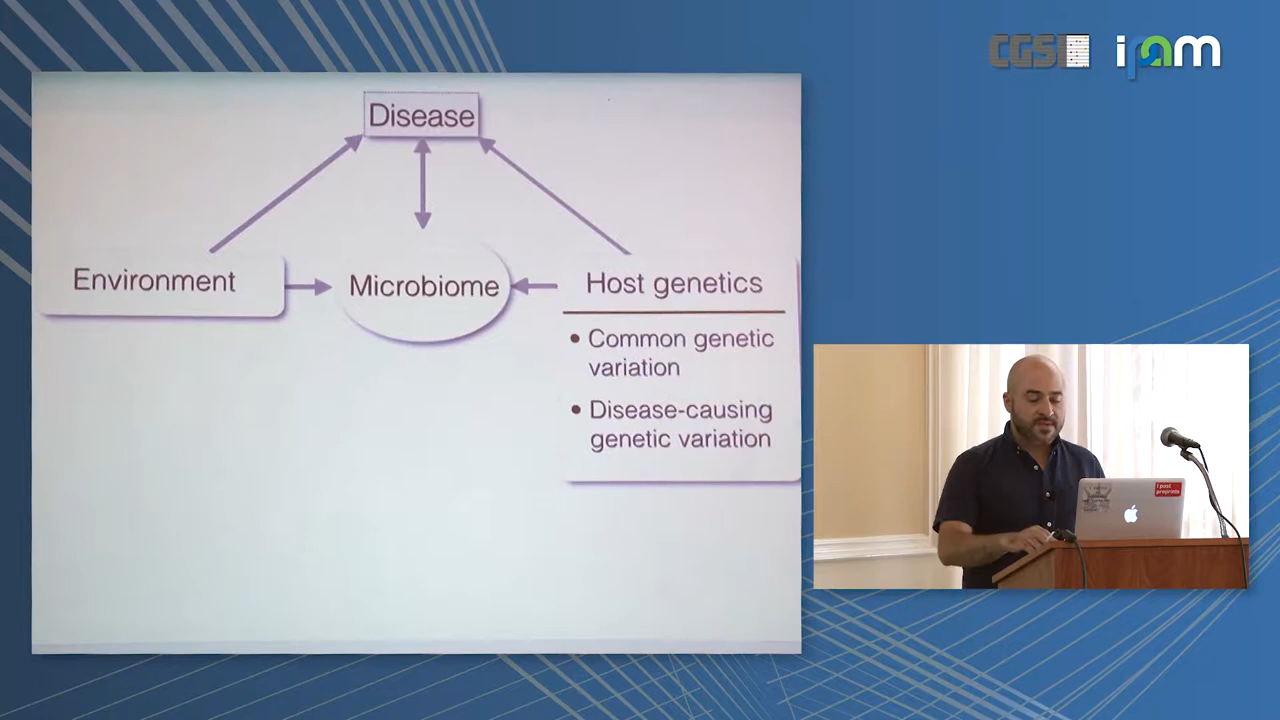 CGSI
ipam
Disease
Environment
Microbiome
Host genetics
• Common genetic
variation
• Disease-causing
genetic variation
I post
preprints